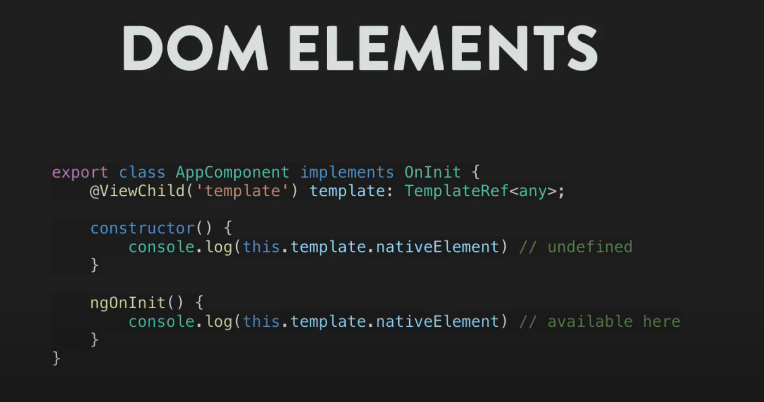 DOM ELEMENTS
export class AppComponent implements OnInit {
@ViewChild('template') template: TemplateRef<any>;
constructor() {
console.log(this.template.nativeElement) // undefined
}
ngOnInit() {
console.log(this.template.nativeElement) // available here
}
}